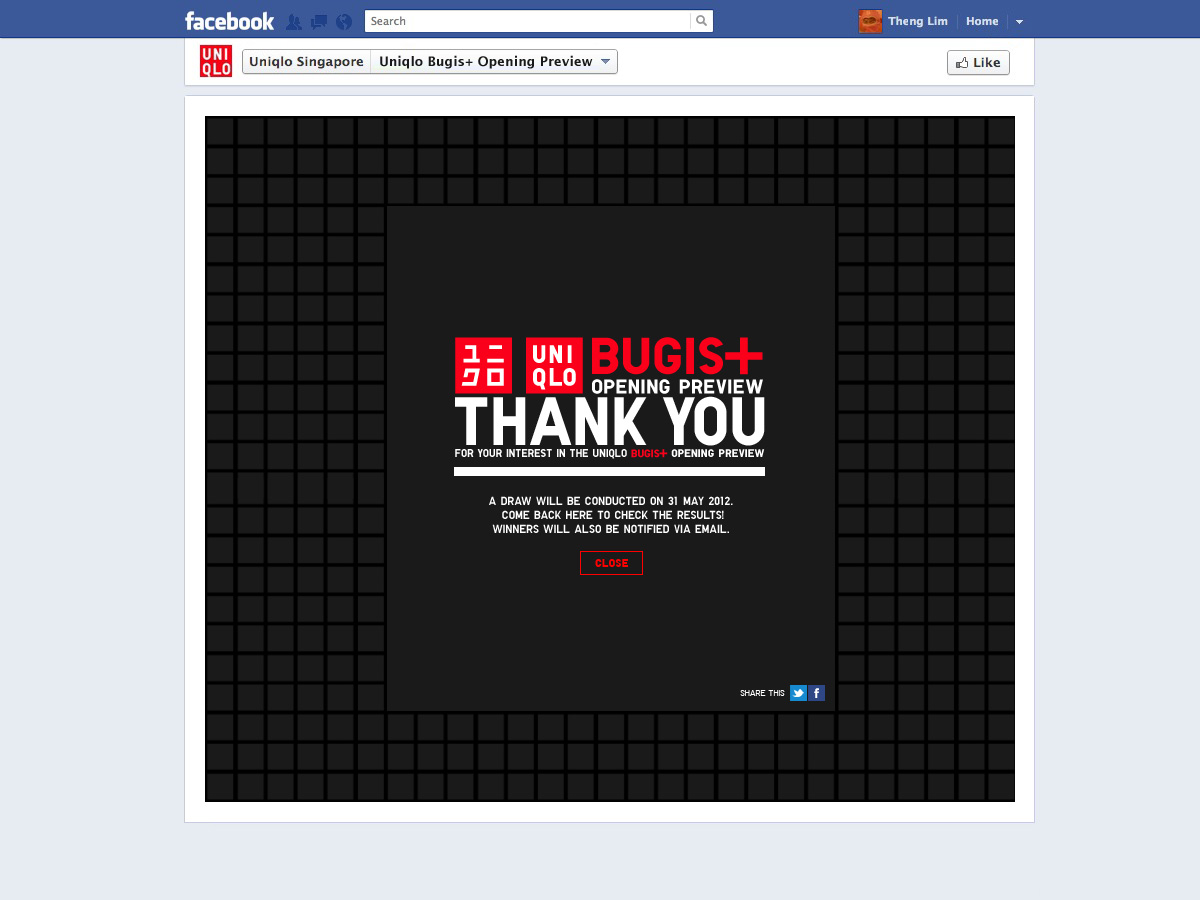 facebook
Search
Theng Lim
Home
UNI
QLO
Uniqlo Singapore
Uniqlo Bugis+ Opening Preview
Like
ユニ
クロ
UNI
QLO
BUGIS+
OPENING PREVIEW
THANK YOU
FOR YOUR INTEREST IN THE UNIQLO BUGIS+ OPENING PREVIEW
A DRAW WILL BE CONDUCTED ON 31 MAY 2012.
COME BACK HERE TO CHECK THE RESULTS!
WINNERS WILL ALSO BE NOTIFIED VIA EMAIL.
CLOSE
SHARE THIS
f